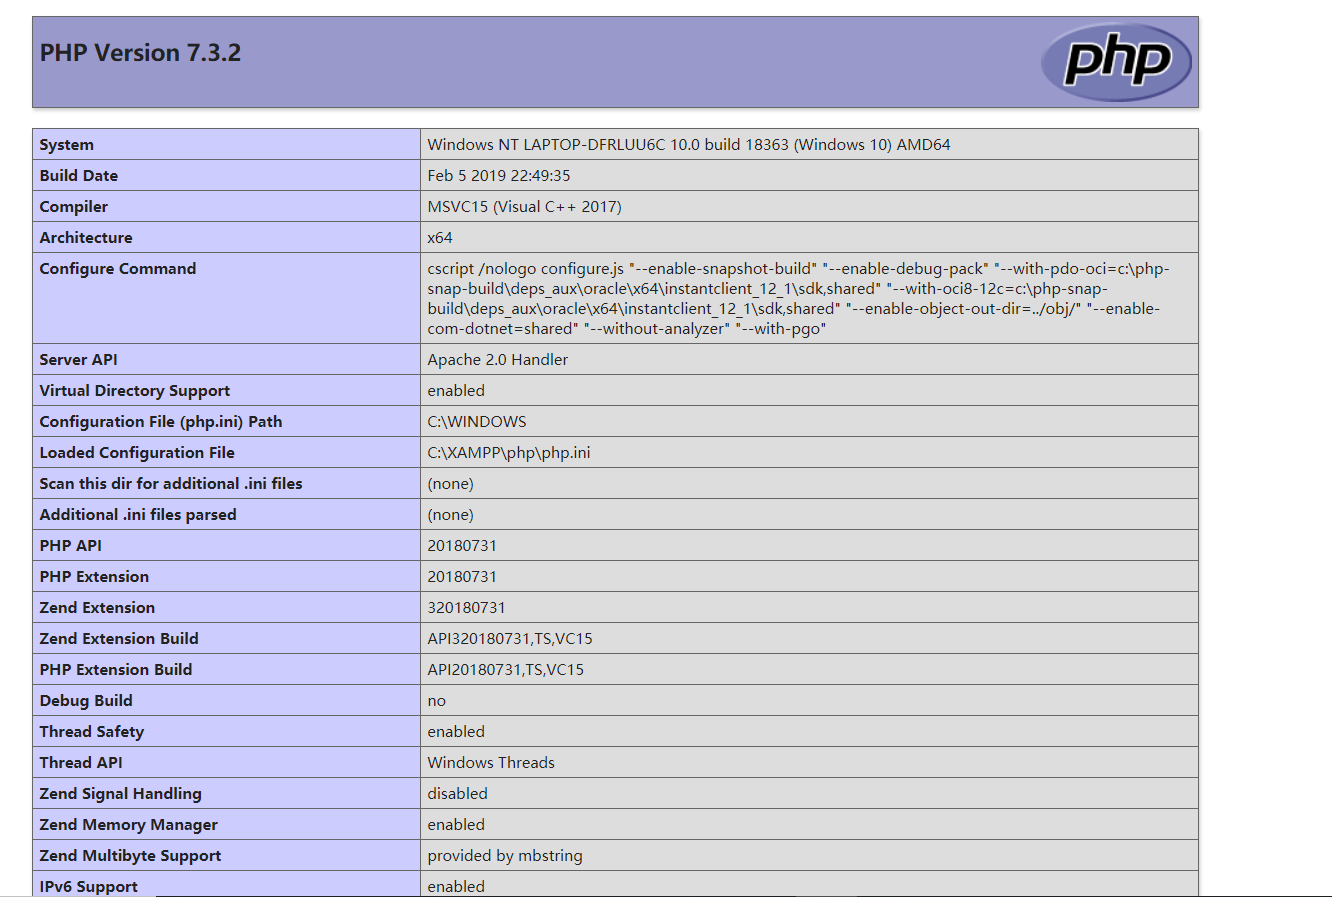 PHP Version 7.3.2
php
System Windows NT LAPTOP-DFRLUU6C 10.0 build 18363 (Windows 10) AMD64
Build Date Feb 5 2019 22:49:35
Compiler MSVC15 (Visual C++ 2017)
Architecture x64
Configure Command cscript /nologo configure.js "--enable-snapshot-build" "--enable-debug-pack" "--with-pdo-oci=c:\php-
snap-build\deps_aux\oracle\x64\instantclient_12_1\sdk,shared" "--with-oci8-12c=c:\php-snap-
build\deps_aux\oracle\x64\instantclient_12_1\sdk,shared" "--enable-object-out-dir=../obj/" "--enable-
com-dotnet=shared" "--without-analyzer" "--with-pgo"
Server API Apache 2.0 Handler
Virtual Directory Support enabled
Configuration File (php.ini) Path C:\WINDOWS
Loaded Configuration File C:\XAMPP\php\php.ini
Scan this dir for additional .ini files (none)
Additional .ini files parsed (none)
PHP API 20180731
PHP Extension 20180731
Zend Extension 320180731
Zend Extension Build API320180731,TS,VC15
PHP Extension Build API20180731,TS,VC15
Debug Build no
Thread Safety enabled
Thread API Windows Threads
Zend Signal Handling disabled
Zend Memory Manager enabled
Zend Multibyte Support provided by mbstring
IPv6 Support enabled